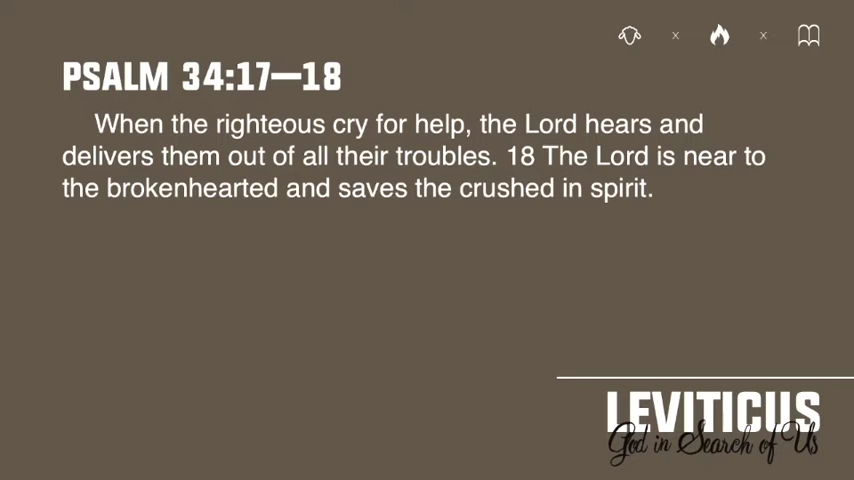 x x
PSALM 34:17—18
When the righteous cry for help, the Lord hears and
delivers them out of all their troubles. 18 The Lord is near to
the brokenhearted and saves the crushed in spirit.
LEVITICUS
God in Search of Us